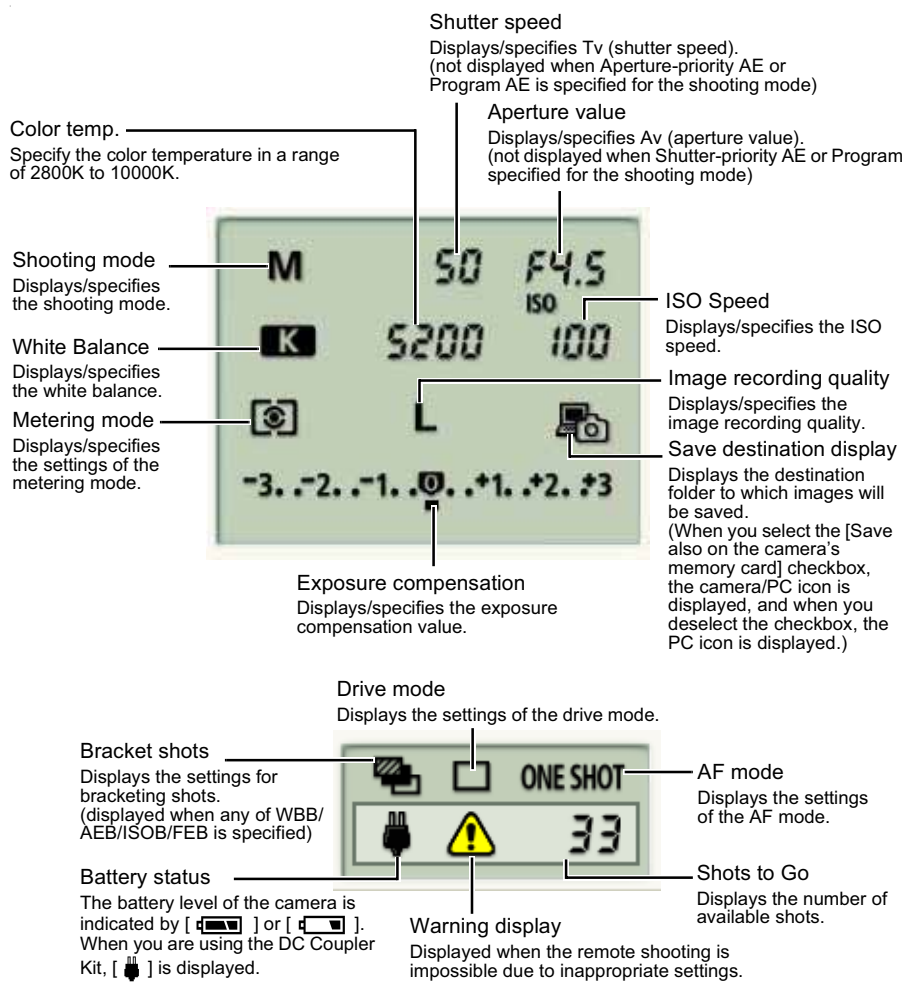 Shutter speed
Displays/specifies Tv (shutter speed).
(not displayed when Aperture-priority AE or
Program AE is specified for the shooting mode)
Aperture value
Displays/specifies Av (aperture value).
(not displayed when Shutter-priority AE or Program
specified for the shooting mode)
Color temp.
Specify the color temperature in a range
of 2800K to 10000K.
Shooting mode
Displays/specifies
the shooting mode.
White Balance
Displays/specifies
the white balance.
Metering mode
Displays/specifies
the settings of the
metering mode.
M 50 F4.5
ISO
K 5200 100
L
-3. .-2. .-1. .0. .+1. .+2. .+3
ISO Speed
Displays/specifies the ISO
speed.
Image recording quality
Displays/specifies the
image recording quality.
Save destination display
Displays the destination
folder to which images will
be saved.
(When you select the [Save
also on the camera's
memory card] checkbox,
the camera/PC icon is
displayed, and when you
deselect the checkbox, the
PC icon is displayed.)
Exposure compensation
Displays/specifies the exposure
compensation value.
Drive mode
Displays the settings of the drive mode.
Bracket shots
Displays the settings for
bracketing shots.
(displayed when any of WBB/
AEB/ISOB/FEB is specified)
Battery status
The battery level of the camera is
indicated by [ ] or [ ].
When you are using the DC Coupler
Kit, [ ] is displayed.
ONE SHOT
33
AF mode
Displays the settings
of the AF mode.
Shots to Go
Displays the number of
available shots.
Warning display
Displayed when the remote shooting is
impossible due to inappropriate settings.